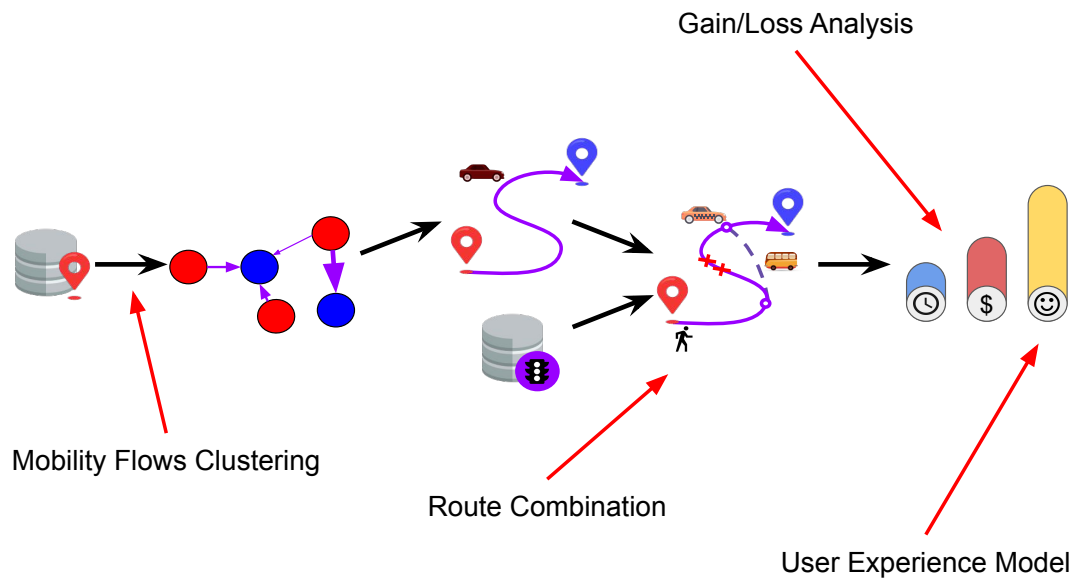 Gain/Loss Analysis
$
Mobility Flows Clustering
Route Combination
User Experience Model